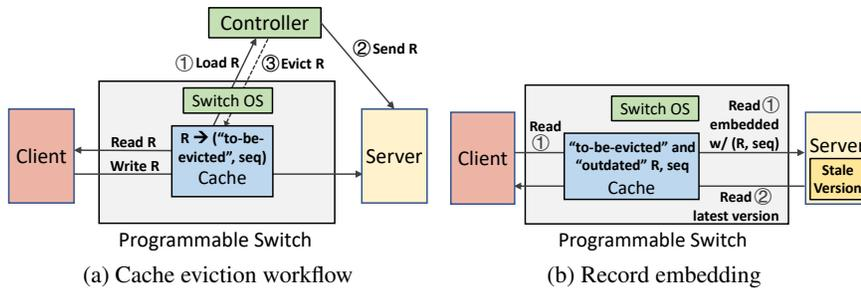 Controller
① Load R
③ Evict R
② Send R
Switch OS
Client
Read R
Write R
R → ("to-be-
evicted", seq)
Cache
Server
Programmable Switch
(a) Cache eviction workflow
Switch OS
Client
Read
①
"to-be-evicted" and
"outdated" R, seq
Cache
Read ①
embedded
w/ (R, seq)
Server
Stale
Version
Read ②
latest version
Programmable Switch
(b) Record embedding